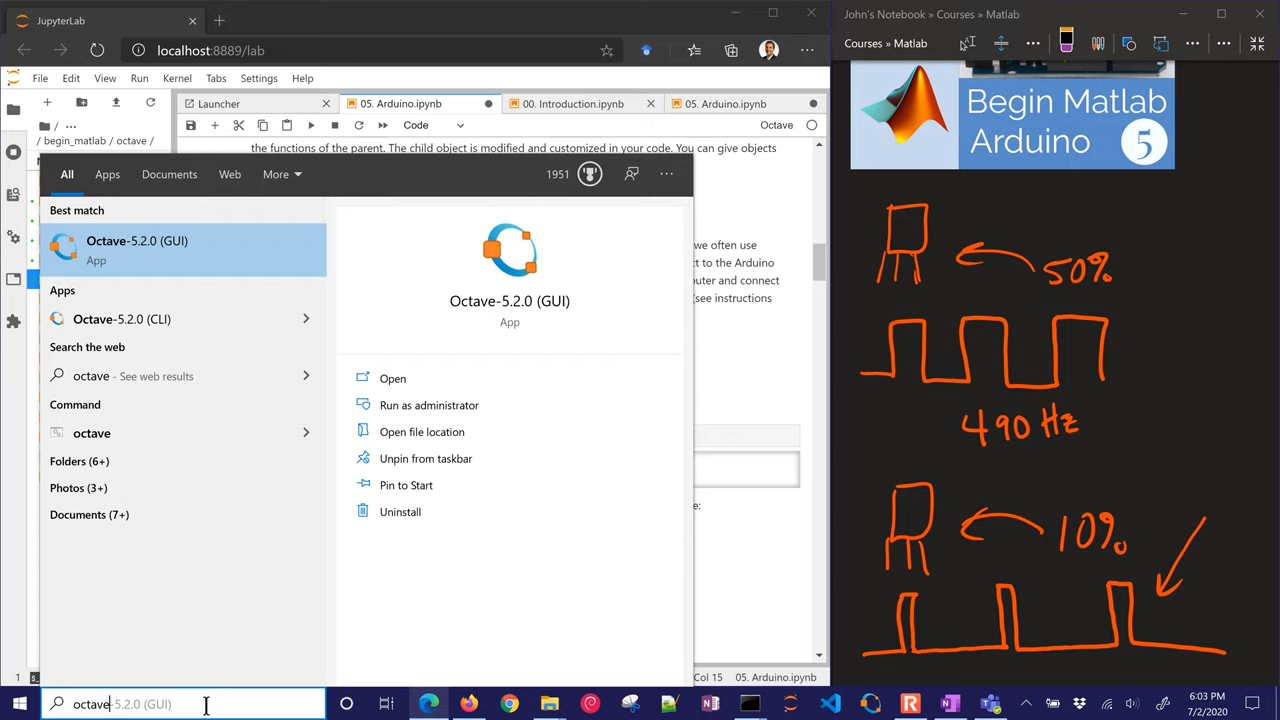 JupyterLab
localhost:8889/lab
File Edit View Run Kernel Tabs Settings Help
Launcher
05. Arduino.ipynb
00. Introduction.ipynb
05. Arduino.ipynb
Code
Octave
/ ...
/ begin_matlab / octave /
the functions of the parent. The child object is modified and customized in your code. You can give objects
All Apps Documents Web More
1951
Best match
Octave-5.2.0 (GUI)
App
Apps
Octave-5.2.0 (CLI)
Search the web
octave - See web results
Command
octave
Folders (6+)
Photos (3+)
Documents (7+)
Octave-5.2.0 (GUI)
App
Open
Run as administrator
Open file location
Unpin from taskbar
Pin to Start
Uninstall
we often use
ct to the Arduino
puter and connect
(see instructions
e:
1
Col 15
05. Arduino.ipynb
octave-5.2.0 (GUI)
John's Notebook » Courses » Matlab
Courses » Matlab
Begin Matlab
Arduino 5
50%
490 Hz
10%
6:03 PM
7/2/2020